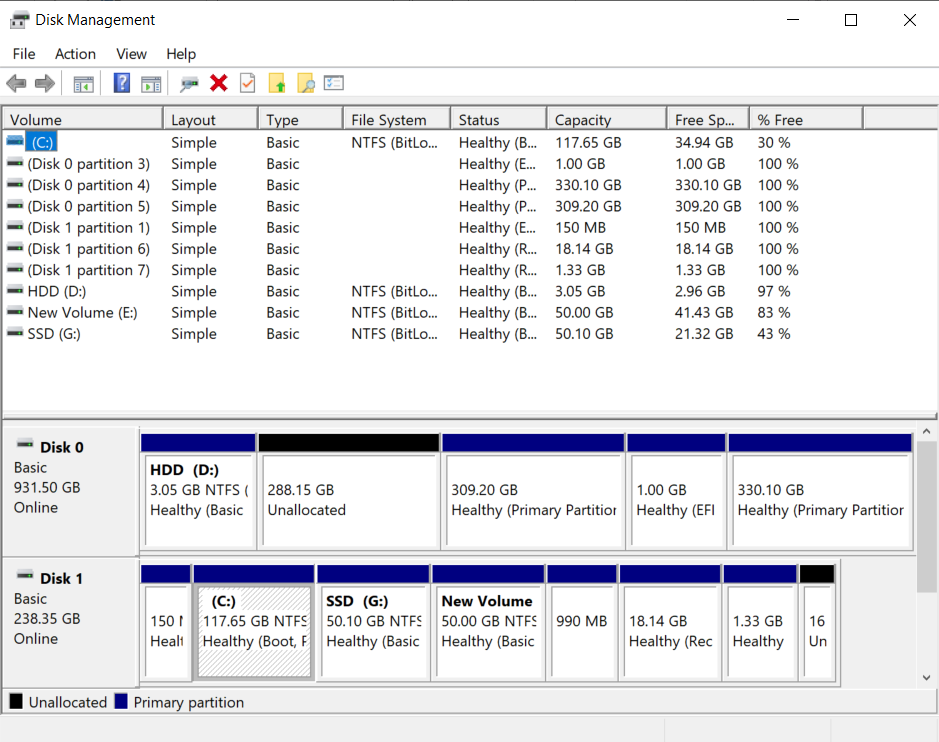 Disk Management
File Action View Help
Volume Layout Type File System Status Capacity Free Sp... % Free
(C:) Simple Basic NTFS (BitLo... Healthy (B... 117.65 GB 34.94 GB 30 %
(Disk 0 partition 3) Simple Basic Healthy (E... 1.00 GB 1.00 GB 100 %
(Disk 0 partition 4) Simple Basic Healthy (P... 330.10 GB 330.10 GB 100 %
(Disk 0 partition 5) Simple Basic Healthy (P... 309.20 GB 309.20 GB 100 %
(Disk 1 partition 1) Simple Basic Healthy (E... 150 MB 150 MB 100 %
(Disk 1 partition 6) Simple Basic Healthy (R... 18.14 GB 18.14 GB 100 %
(Disk 1 partition 7) Simple Basic Healthy (R... 1.33 GB 1.33 GB 100 %
HDD (D:) Simple Basic NTFS (BitLo... Healthy (B... 3.05 GB 2.96 GB 97 %
New Volume (E:) Simple Basic NTFS (BitLo... Healthy (B... 50.00 GB 41.43 GB 83 %
SSD (G:) Simple Basic NTFS (BitLo... Healthy (B... 50.10 GB 21.32 GB 43 %
Disk 0
Basic
931.50 GB
Online
HDD (D:)
3.05 GB NTFS (
Healthy (Basic
288.15 GB
Unallocated
309.20 GB
Healthy (Primary Partition
1.00 GB
Healthy (EFI
330.10 GB
Healthy (Primary Partition
Disk 1
Basic
238.35 GB
Online
150
Healt
(C:)
117.65 GB NTFS
Healthy (Boot, P
SSD (G:)
50.10 GB NTFS
Healthy (Basic
New Volume
50.00 GB NTFS
Healthy (Basic
990 MB
18.14 GB
Healthy (Rec
1.33 GB
Healthy
16
Un
Unallocated Primary partition